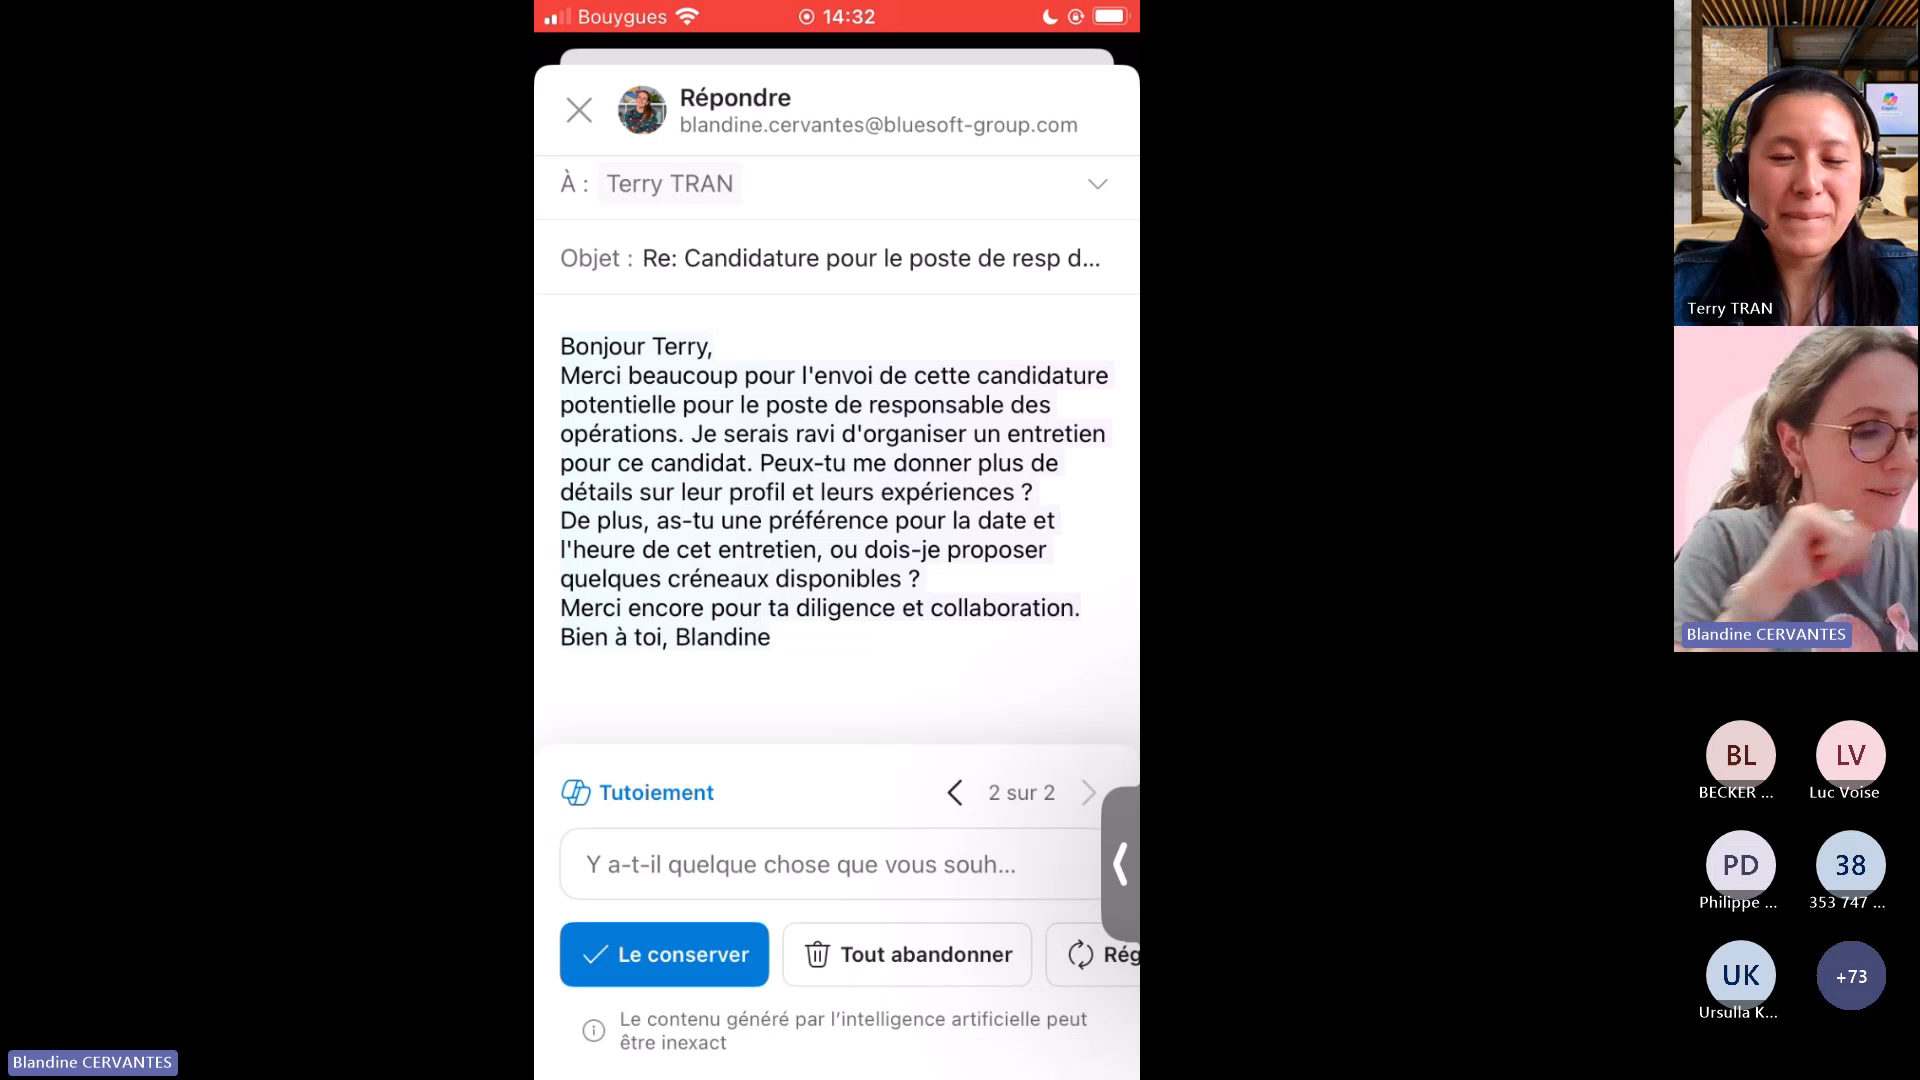 Bouygues
14:32
Répondre
blandine.cervantes@bluesoft-group.com
À : Terry TRAN
Objet : Re: Candidature pour le poste de resp d...
Bonjour Terry,
Merci beaucoup pour l'envoi de cette candidature
potentielle pour le poste de responsable des
opérations. Je serais ravi d'organiser un entretien
pour ce candidat. Peux-tu me donner plus de
détails sur leur profil et leurs expériences ?
De plus, as-tu une préférence pour la date et
l'heure de cet entretien, ou dois-je proposer
quelques créneaux disponibles ?
Merci encore pour ta diligence et collaboration.
Bien à toi, Blandine
Tutoiement
2 sur 2
Y a-t-il quelque chose que vous souh...
Le conserver
Tout abandonner
Rég
Le contenu généré par l’intelligence artificielle peut
être inexact
Terry TRAN
Blandine CERVANTES
BL
BECKER ...
LV
Luc Voise
PD
Philippe ...
38
353 747 ...
UK
Ursulla K...
+73
Blandine CERVANTES